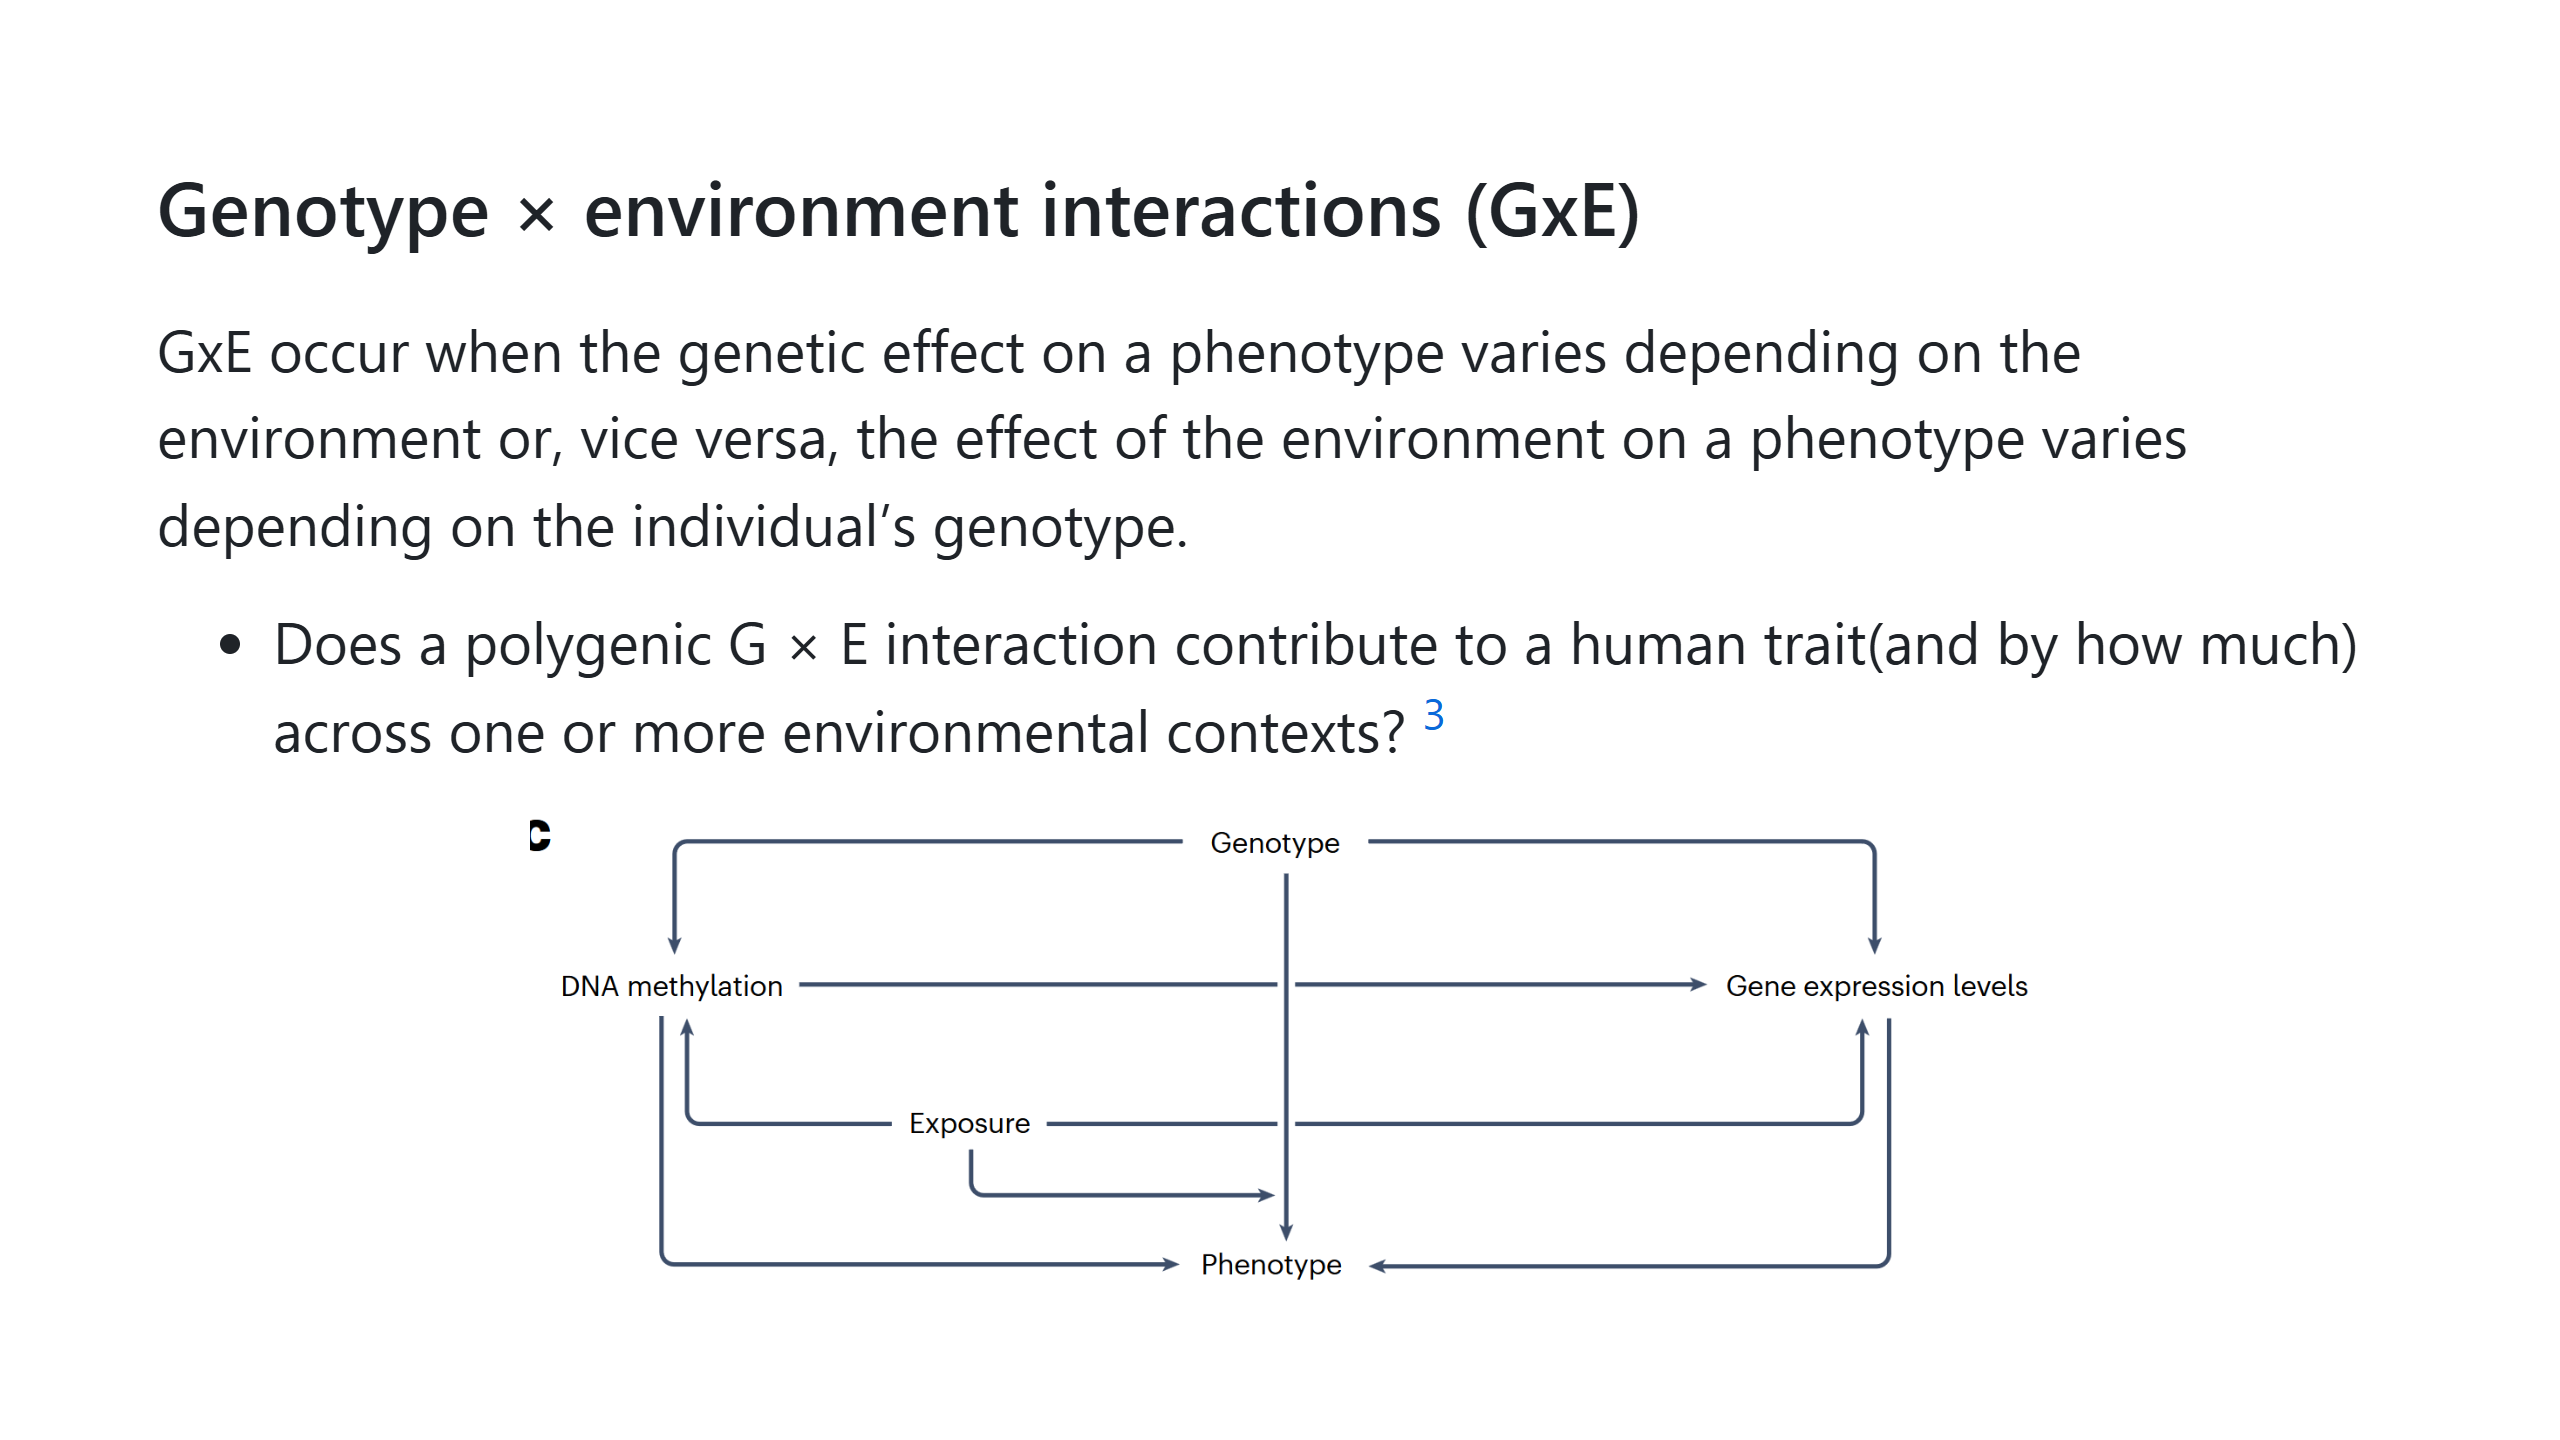 Genotype × environment interactions (GxE)
GxE occur when the genetic effect on a phenotype varies depending on the
environment or, vice versa, the effect of the environment on a phenotype varies
depending on the individual’s genotype.
• Does a polygenic G × E interaction contribute to a human trait(and by how much)
across one or more environmental contexts? 3
c
Genotype
DNA methylation
Gene expression levels
Exposure
Phenotype